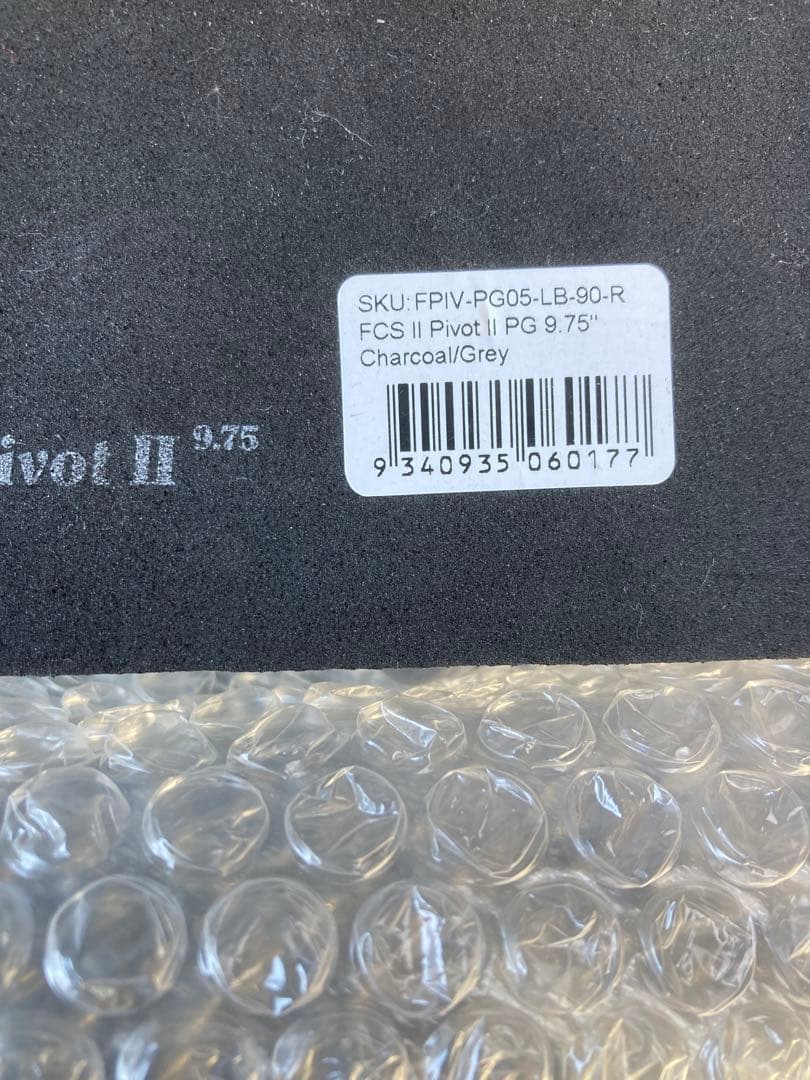 SKU:FPIV-PG05-LB-90-R
FCS II Pivot II PG 9.75"
Charcoal/Grey
9 340935 060177
ivot II 9.75